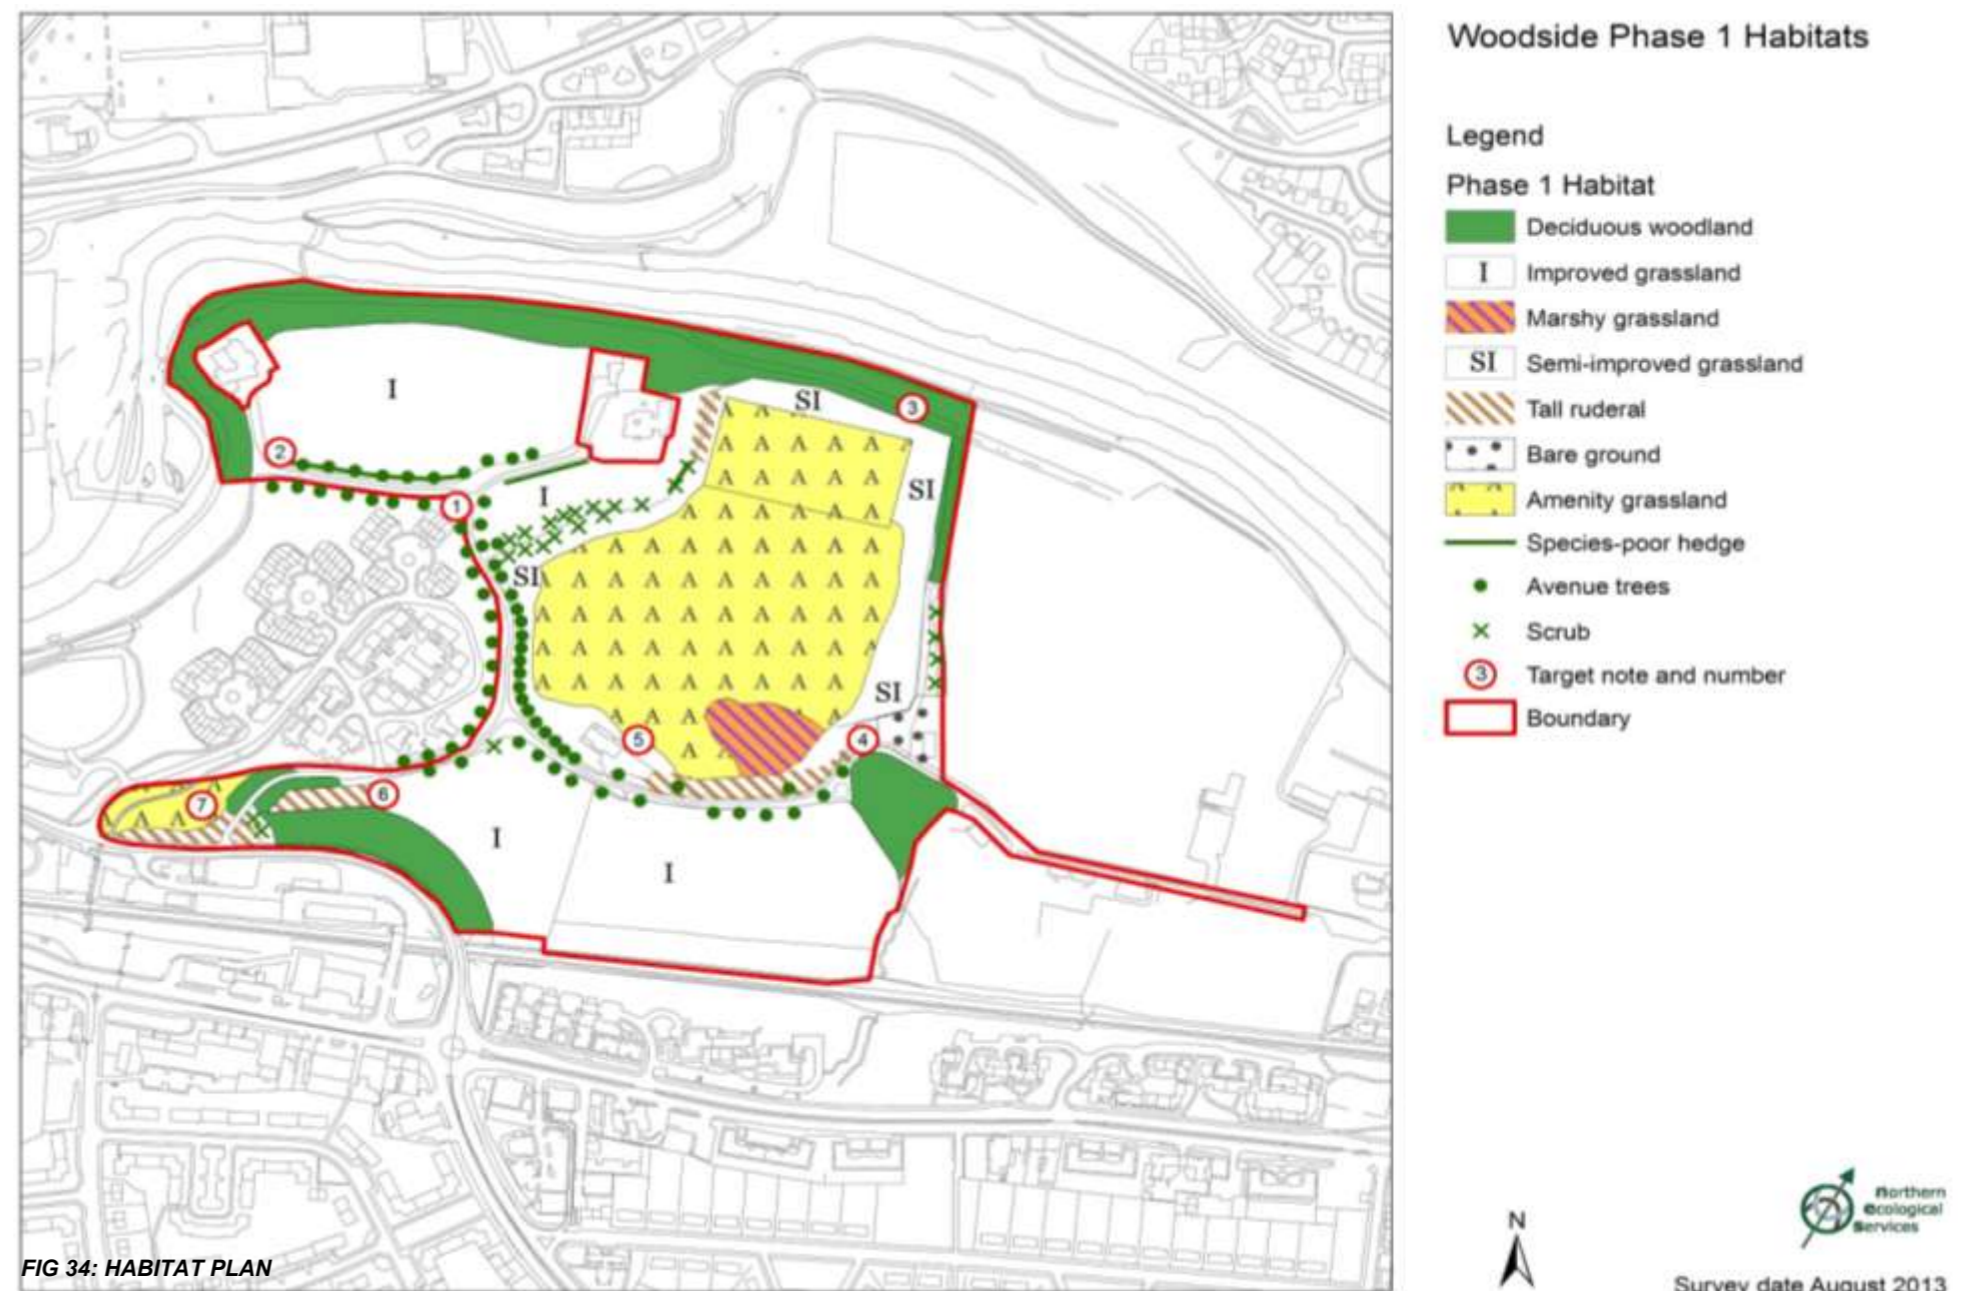 Woodside Phase 1 Habitats
Legend
Phase 1 Habitat
Deciduous woodland
I Improved grassland
Marshy grassland
SI Semi-improved grassland
Tall ruderal
Bare ground
Amenity grassland
Species-poor hedge
Avenue trees
Scrub
3 Target note and number
Boundary
I
SI
3
2
SI
I
1
SI
SI
5
4
7
6
I
I
N
northern
ecological
services
FIG 34: HABITAT PLAN
Survey date August 2013